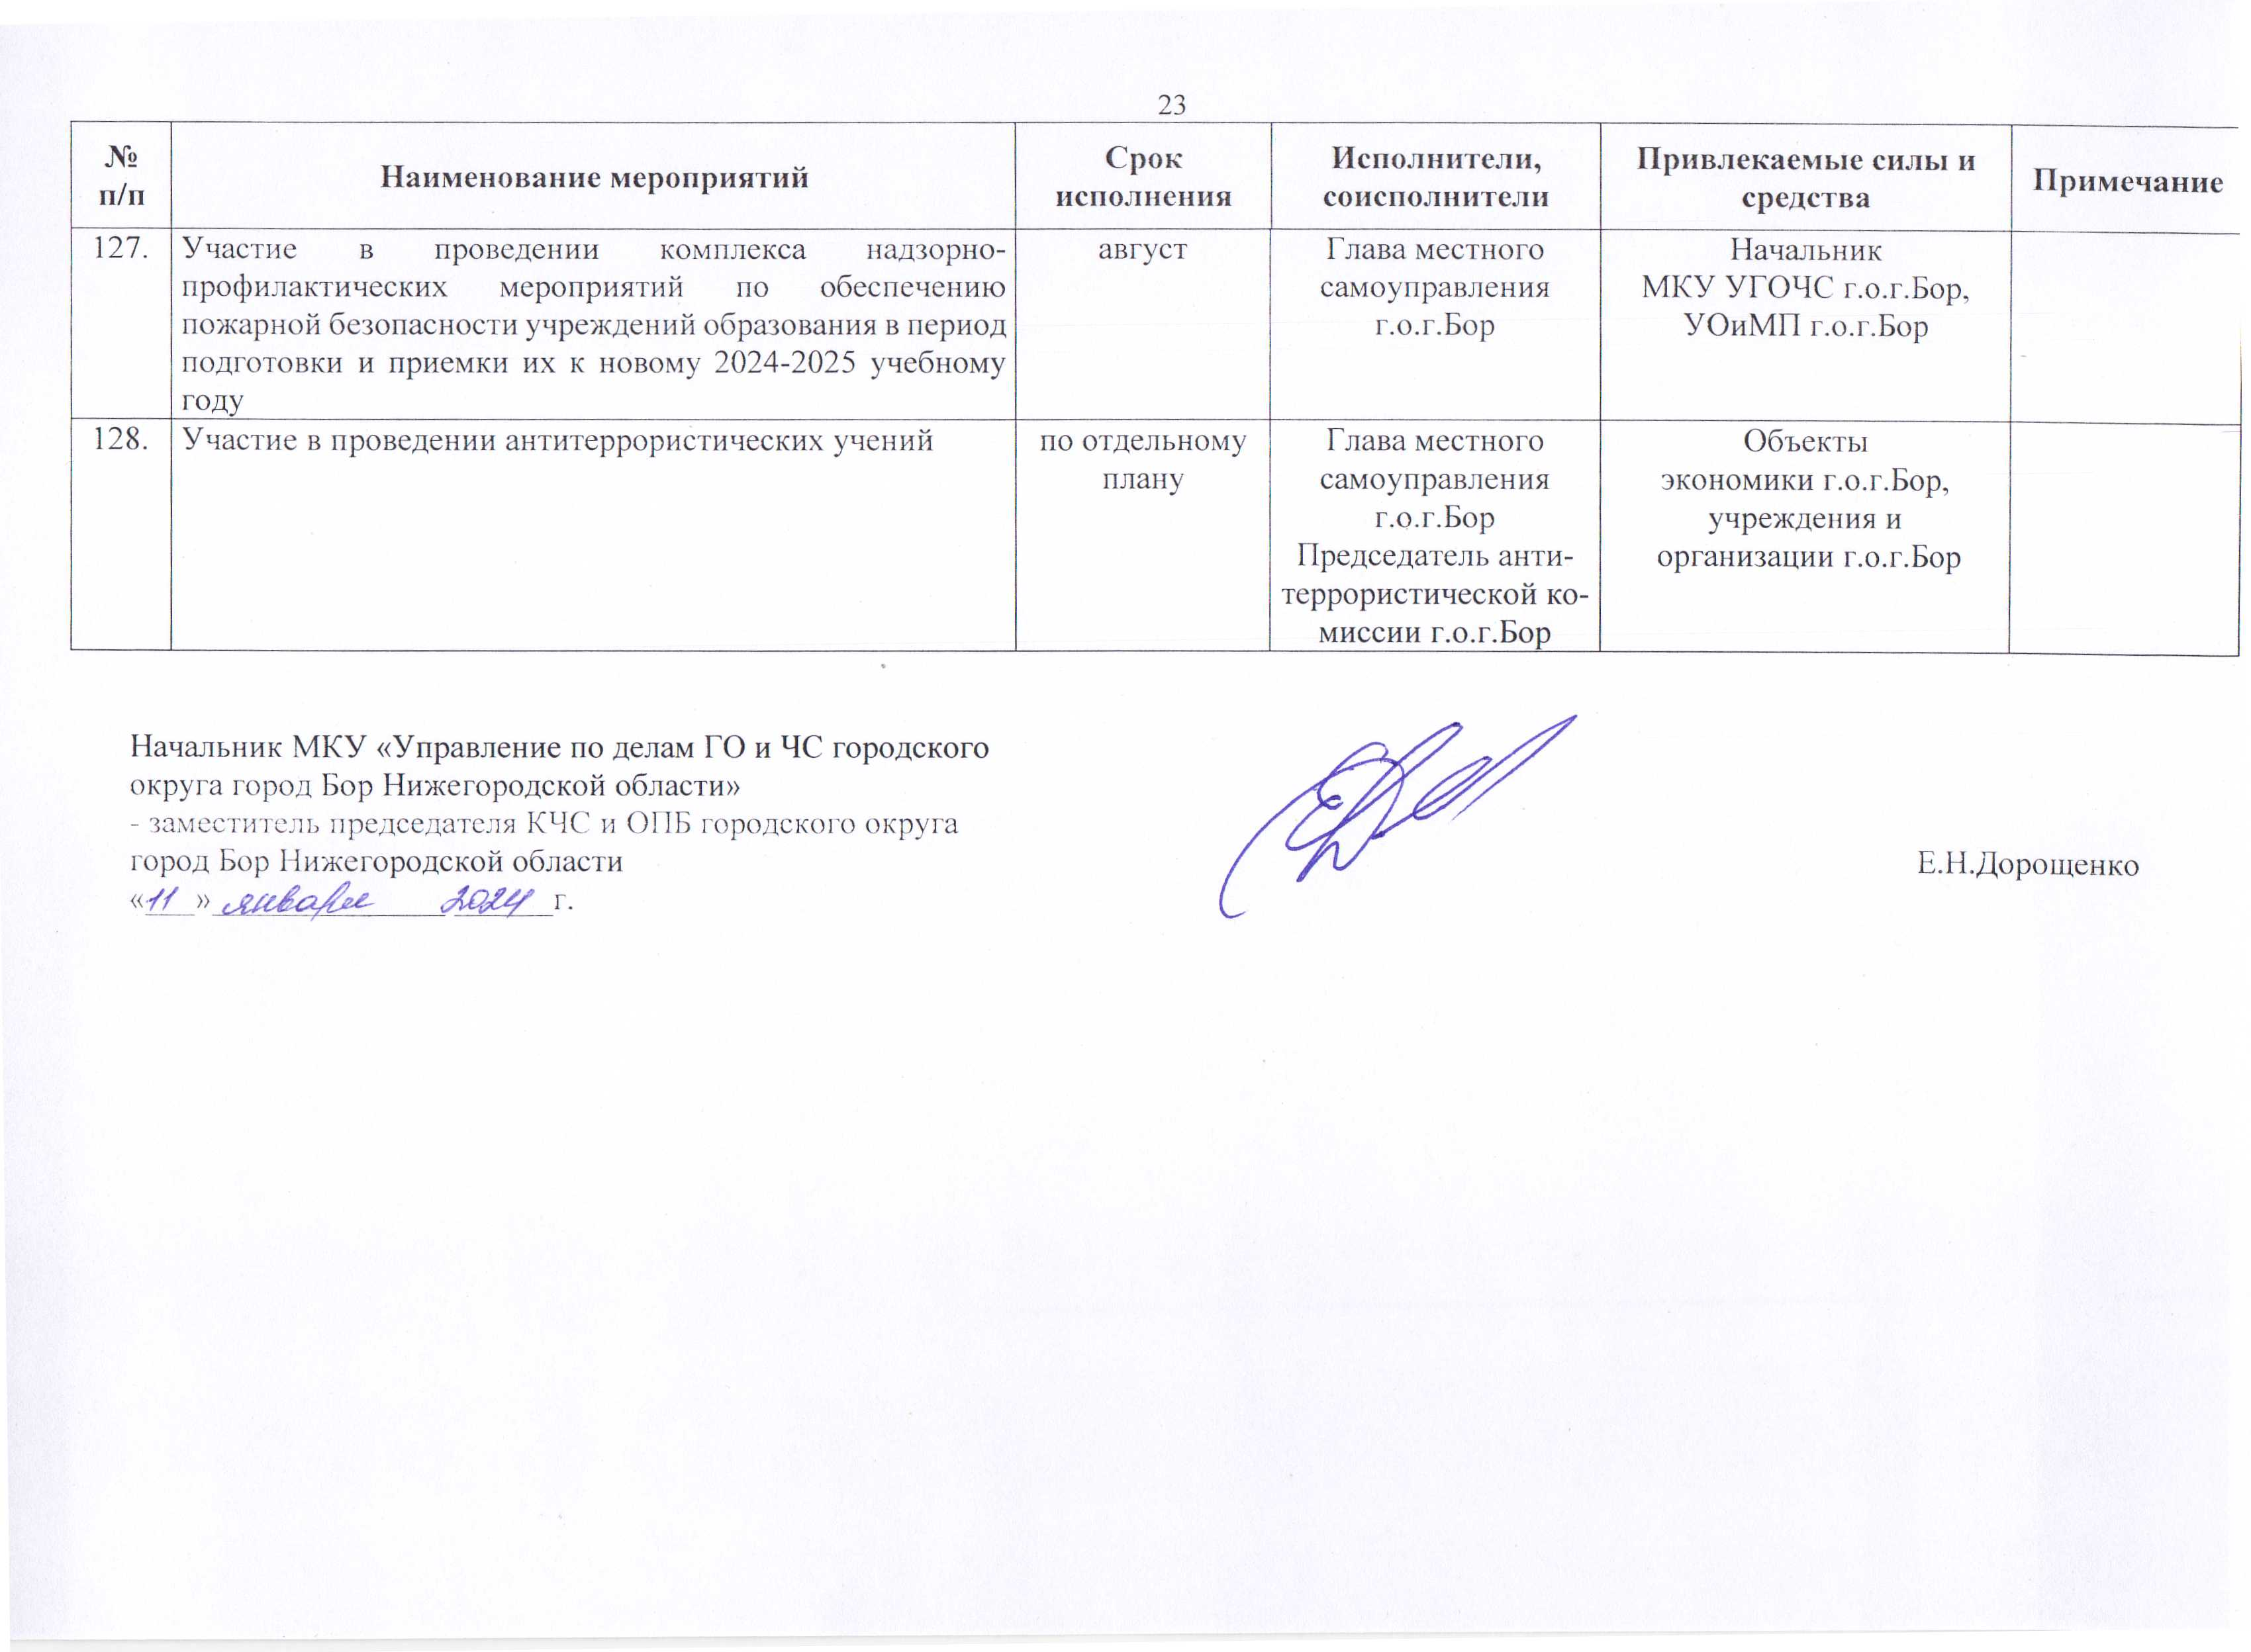 23
№ п/п
Наименование мероприятий
Срок исполнения
Исполнители, соисполнители
Привлекаемые силы и средства
Примечание
127.
Участие в проведении комплекса надзорно-
профилактических мероприятий по обеспечению
пожарной безопасности учреждений образования в период
подготовки и приемки их к новому 2024-2025 учебному
году
август
Глава местного
самоуправления
г.о.г.Бор
Начальник
МКУ УГОЧС г.о.г.Бор,
УОиМП г.о.г.Бор
128.
Участие в проведении антитеррористических учений
по отдельному
плану
Глава местного
самоуправления
г.о.г.Бор
Председатель анти-
террористической ко-
миссии г.о.г.Бор
Объекты
экономики г.о.г.Бор,
учреждения и
организации г.о.г.Бор
Начальник МКУ «Управление по делам ГО и ЧС городского
округа город Бор Нижегородской области»
- заместитель председателя КЧС и ОПБ городского округа
город Бор Нижегородской области
Е.Н.Дорощенко
«11» января 2024 г.